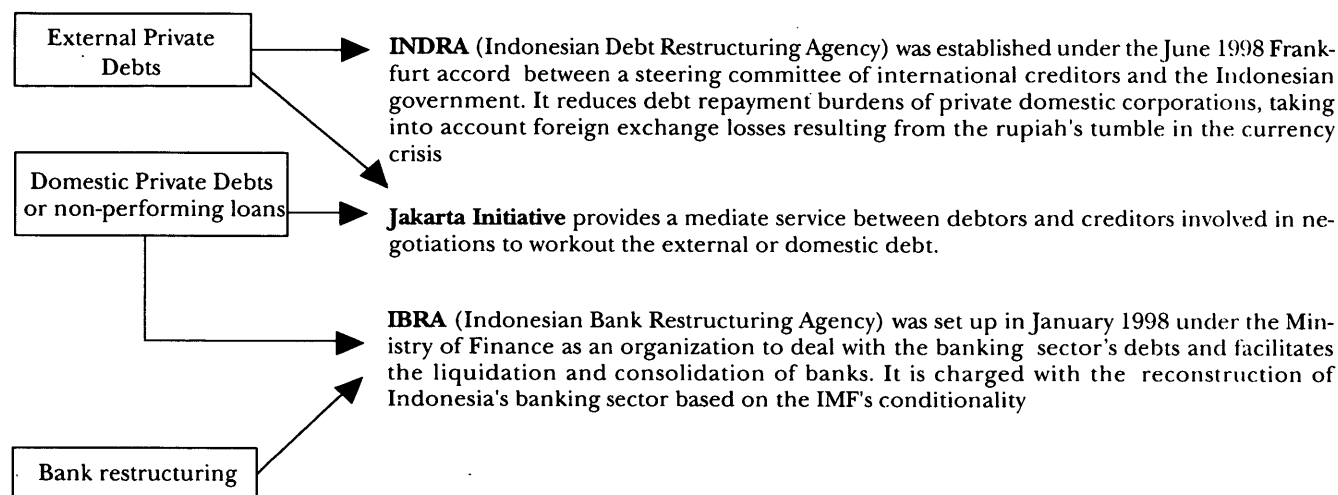 External Private
Debts
INDRA (Indonesian Debt Restructuring Agency) was established under the June 1998 Frank-
furt accord between a steering committee of international creditors and the Indonesian
government. It reduces debt repayment burdens of private domestic corporations, taking
into account foreign exchange losses resulting from the rupiah's tumble in the currency
crisis
Domestic Private Debts
or non-performing loans
Jakarta Initiative provides a mediate service between debtors and creditors involved in ne-
gotiations to workout the external or domestic debt.
IBRA (Indonesian Bank Restructuring Agency) was set up in January 1998 under the Min-
istry of Finance as an organization to deal with the banking sector's debts and facilitates
the liquidation and consolidation of banks. It is charged with the reconstruction of
Indonesia's banking sector based on the IMF's conditionality
Bank restructuring